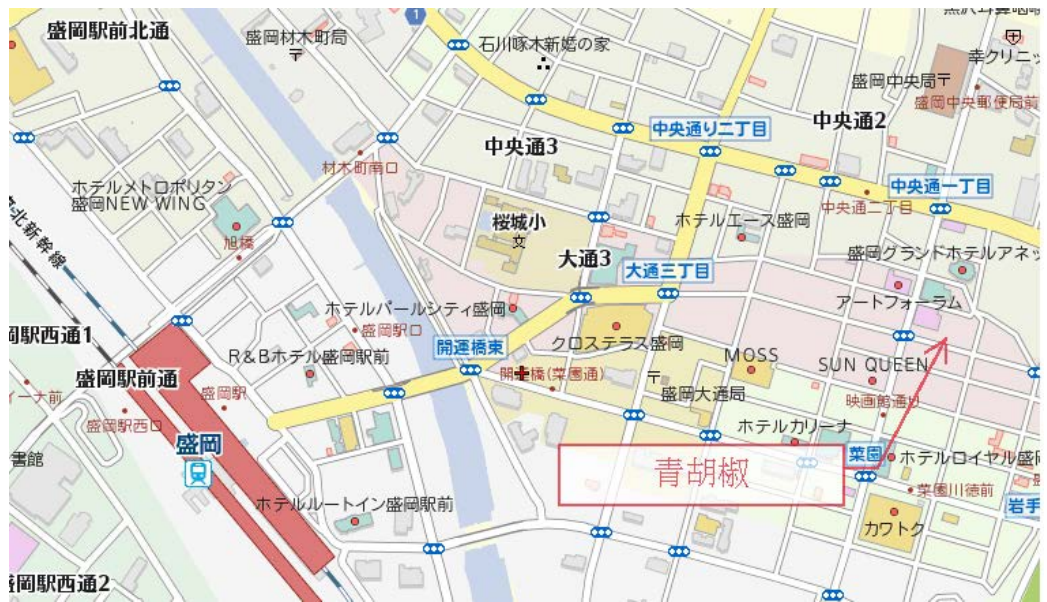 盛岡駅前北通
盛岡材木町局
1
石川啄木新婚の家
幸クリニッ
盛岡中央局
盛岡中央郵便局前
中央通り二丁目
中央通2
中央通3
材木町南口
ホテルメトロポリタン
盛岡NEW WING
中央通一丁目
中央通二丁目
桜城小
文
ホテルエース盛岡
旭橋
北新幹線
大通3
大通三丁目
盛岡グランドホテルアネッ
アートフォーラム
ホテルパールシティ盛岡
盛岡駅口
岡駅西通1
開運橋東
クロステラス盛岡
R&Bホテル盛岡駅前
MOSS
SUN QUEEN
盛岡駅前通
開運橋(菜園通)
盛岡大通局
映画館通り
ィーナ前
盛岡駅
盛岡駅西口
ホテルカリーナ
盛岡
書館
青胡椒
菜園
ホテルロイヤル盛岡
菜園川徳前
ホテルルートイン盛岡駅前
岩手
カワトク
盛岡駅西通2